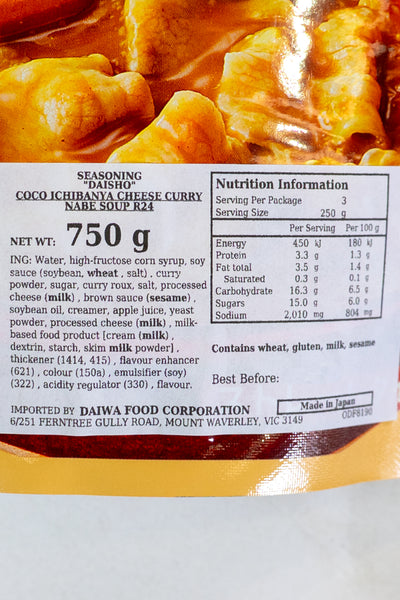 SEASONING
"DAISHO"
COCO ICHIBANYA CHEESE CURRY
NABE SOUP R24
NET WT: 750 g
ING: Water, high-fructose corn syrup, soy
sauce (soybean, wheat , salt) , curry
powder, sugar, curry roux, salt, processed
cheese (milk) , brown sauce (sesame) ,
soybean oil, creamer, apple juice, yeast
powder, processed cheese (milk) , milk-
based food product [cream (milk) ,
dextrin, starch, skim milk powder] ,
thickener (1414, 415) , flavour enhancer
(621) , colour (150a) , emulsifier (soy)
(322) , acidity regulator (330) , flavour.
Nutrition Information
Serving Per Package 3
Serving Size 250 g
Per Serving Per 100 g
Energy 450 kJ 180 kJ
Protein 3.3 g 1.3 g
Fat total 3.5 g 1.4 g
Saturated 0.3 g 0.1 g
Carbohydrate 16.3 g 6.5 g
Sugars 15.0 g 6.0 g
Sodium 2,010 mg 804 mg
Contains wheat, gluten, milk, sesame
Best Before:
Made in Japan
ODF8190
IMPORTED BY DAIWA FOOD CORPORATION
6/251 FERNTREE GULLY ROAD, MOUNT WAVERLEY, VIC 3149